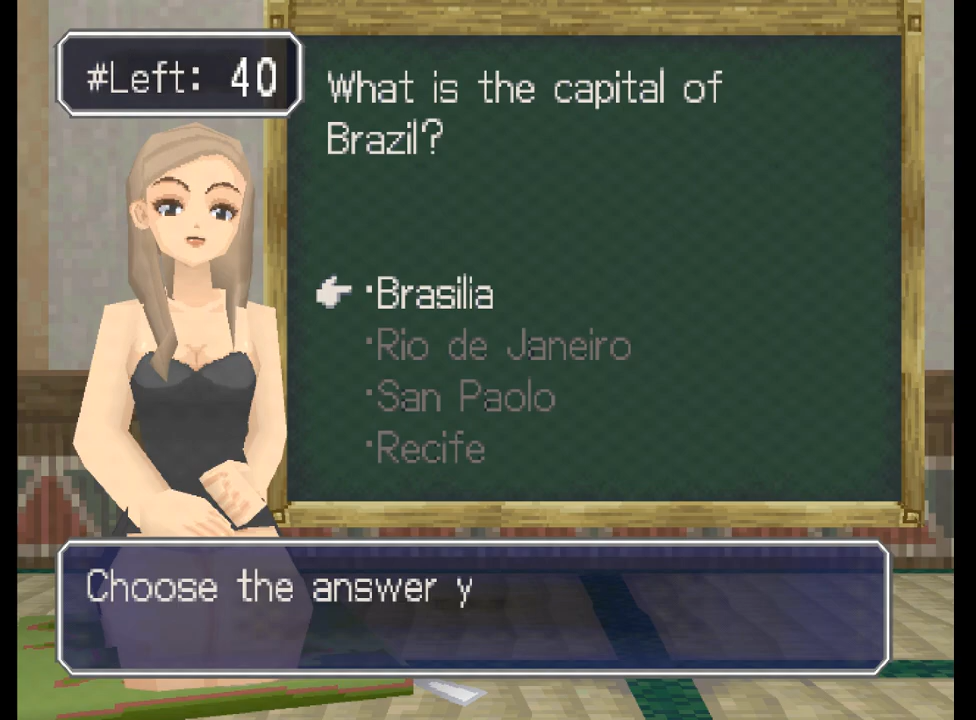 #Left: 40
What is the capital of
Brazil?
·Brasilia
·Rio de Janeiro
·San Paolo
·Recife
Choose the answer y